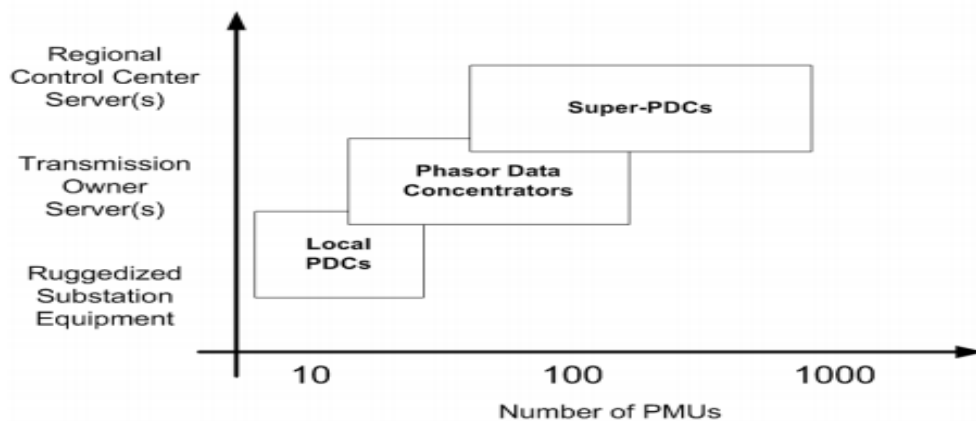 Regional
Control Center
Server(s)
Super-PDCs
Transmission
Owner
Server(s)
Phasor Data
Concentrators
Local
PDCs
Ruggedized
Substation
Equipment
10
100
1000
Number of PMUs